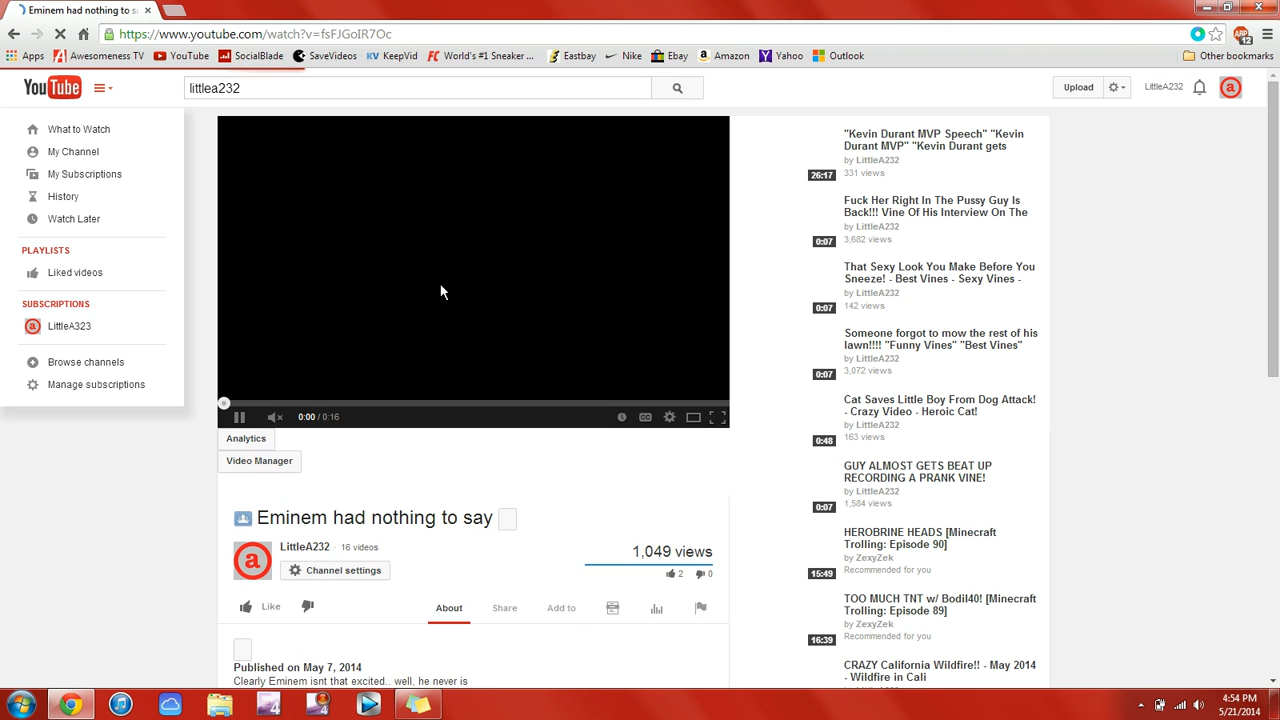 Eminem had nothing to sa
https://www.youtube.com/watch?v=fsFJGoIR7Oc
Apps
Awesomeness TV
YouTube
SocialBlade
SaveVideos
KV KeepVid
FC World's #1 Sneaker ...
Eastbay
Nike
Ebay
Amazon
Yahoo
Outlook
Other bookmarks
ABP
12
YouTube
littlea232
Upload
LittleA232
a
What to Watch
My Channel
My Subscriptions
History
Watch Later
PLAYLISTS
Liked videos
SUBSCRIPTIONS
a LittleA323
Browse channels
Manage subscriptions
0:00 / 0:16
CC
Analytics
Video Manager
Eminem had nothing to say
a
LittleA232 · 16 videos
Channel settings
1,049 views
2 0
Like
About
Share
Add to
Published on May 7, 2014
Clearly Eminem isnt that excited.. well, he never is
"Kevin Durant MVP Speech" "Kevin
Durant MVP" "Kevin Durant gets
by LittleA232
331 views
26:17
Fuck Her Right In The Pussy Guy Is
Back!!! Vine Of His Interview On The
by LittleA232
3,682 views
0:07
That Sexy Look You Make Before You
Sneeze! - Best Vines - Sexy Vines -
by LittleA232
142 views
0:07
Someone forgot to mow the rest of his
lawn!!!! "Funny Vines" "Best Vines"
by LittleA232
3,072 views
0:07
Cat Saves Little Boy From Dog Attack!
- Crazy Video - Heroic Cat!
by LittleA232
163 views
0:48
GUY ALMOST GETS BEAT UP
RECORDING A PRANK VINE!
by LittleA232
1,584 views
0:07
HEROBRINE HEADS [Minecraft
Trolling: Episode 90]
by ZexyZek
Recommended for you
15:49
TOO MUCH TNT w/ Bodil40! [Minecraft
Trolling: Episode 89]
by ZexyZek
Recommended for you
16:39
CRAZY California Wildfire!! - May 2014
- Wildfire in Cali
4:54 PM
5/21/2014